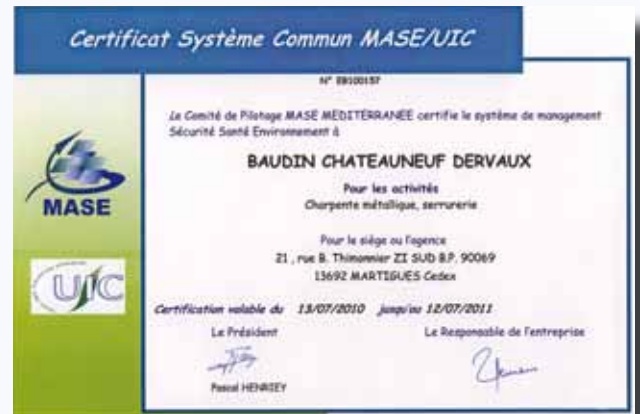 Certificat Système Commun MASE/UIC
N° EB100157
Le Comité de Pilotage MASE MEDITERRANEE certifie le système de management
Sécurité Santé Environnement à
BAUDIN CHATEAUNEUF DERVAUX
Pour les activités
Charpente métallique, serrurerie
Pour le siège ou l'agence
21 , rue B. Thimonnier ZI SUD B.P. 90069
13692 MARTIGUES Cedex
Certification valable du 13/07/2010 jusqu'au 12/07/2011
Le Président
Le Responsable de l'entreprise
Pascal HENRIEY
MASE
UIC